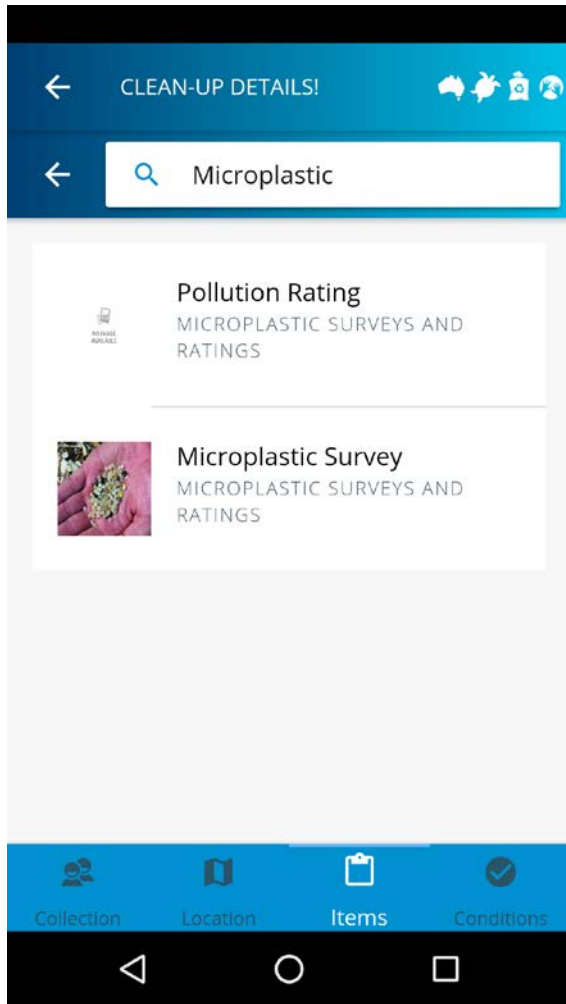 CLEAN-UP DETAILS!
Microplastic
Pollution Rating
MICROPLASTIC SURVEYS AND
RATINGS
Microplastic Survey
MICROPLASTIC SURVEYS AND
RATINGS
Collection Location Items Conditions